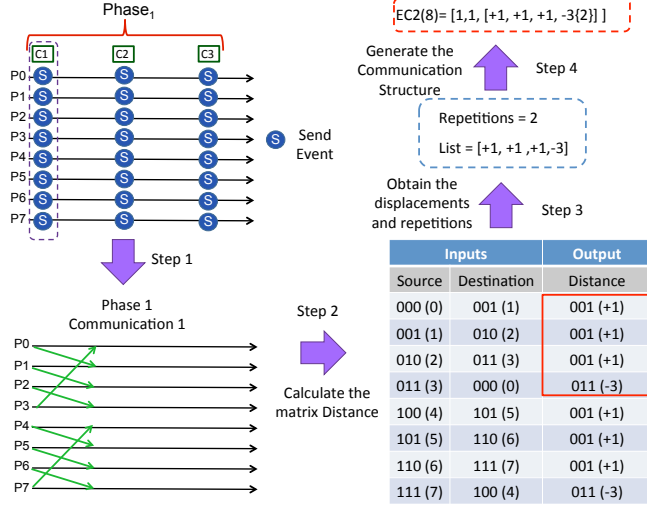 Phase1
C1 C2 C3
P0 S S S
P1 S S S
P2 S S S
P3 S S S
P4 S S S
P5 S S S
P6 S S S
P7 S S S
S Send
Event
Step 1
Phase 1
Communication 1
P0
P1
P2
P3
P4
P5
P6
P7
Step 2
Calculate the
matrix Distance
Inputs Output
Source Destination Distance
000 (0) 001 (1) 001 (+1)
001 (1) 010 (2) 001 (+1)
010 (2) 011 (3) 001 (+1)
011 (3) 000 (0) 011 (-3)
100 (4) 101 (5) 001 (+1)
101 (5) 110 (6) 001 (+1)
110 (6) 111 (7) 001 (+1)
111 (7) 100 (4) 011 (-3)
Obtain the
displacements
and repetitions
Step 3
Repetitions = 2
List = [+1, +1 ,+1,-3]
Generate the
Communication
Structure
Step 4
EC2(8)= [1,1, [+1, +1, +1, -3{2}] ]